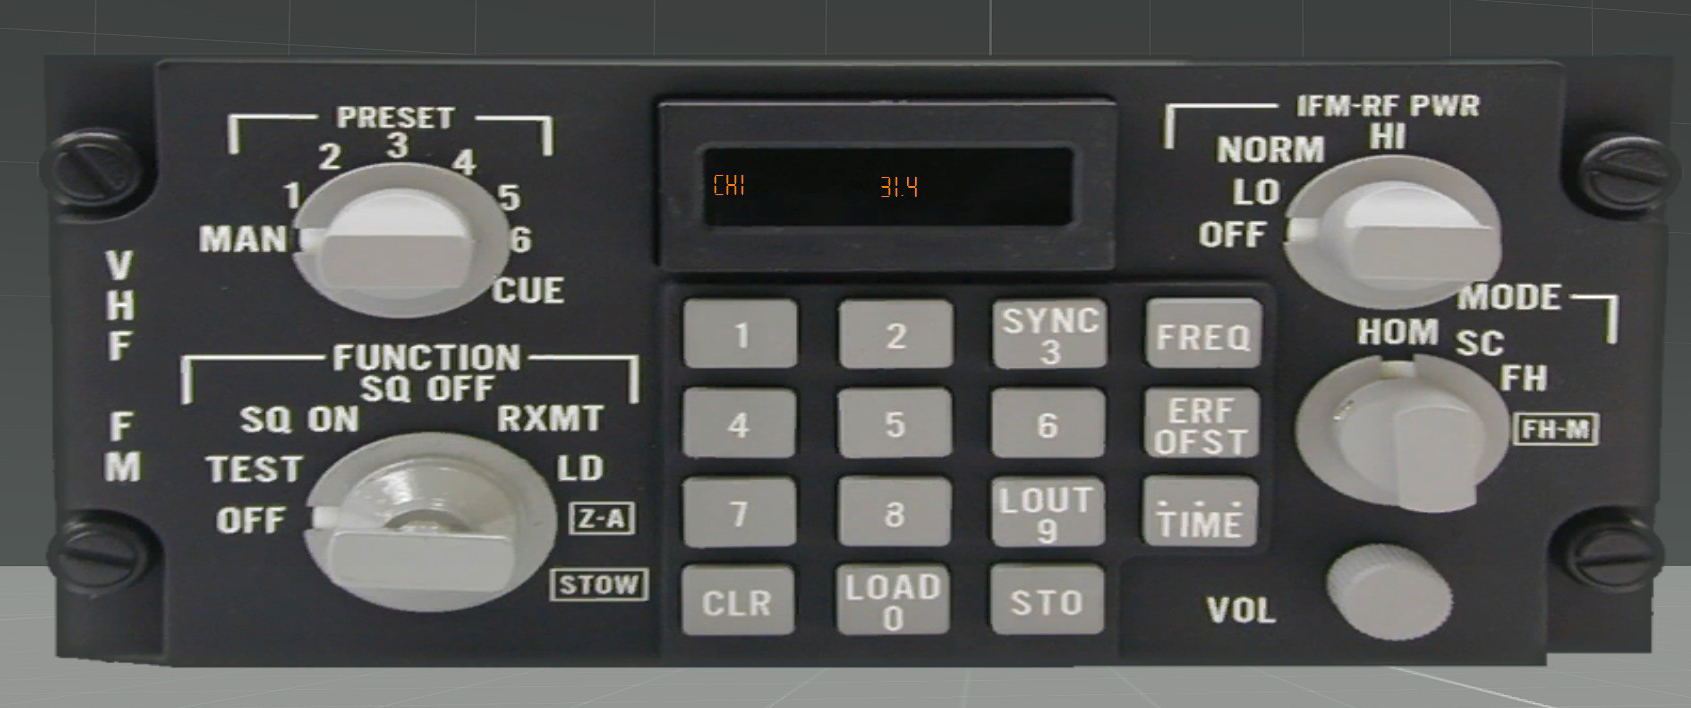 PRESET
1 2 3 4 5 6
MAN
CUE
CH1 31.4
IFM-RF PWR
HI
NORM
LO
OFF
MODE
HOM SC
FH
FH-M
VHF
FM
FUNCTION
SQ OFF
SQ ON RXMT
TEST LD
OFF Z-A
STOW
1 2 SYNC 3 FREQ
4 5 6 ERF OFST
7 8 LOUT 9 TIME
CLR LOAD 0 STO
VOL